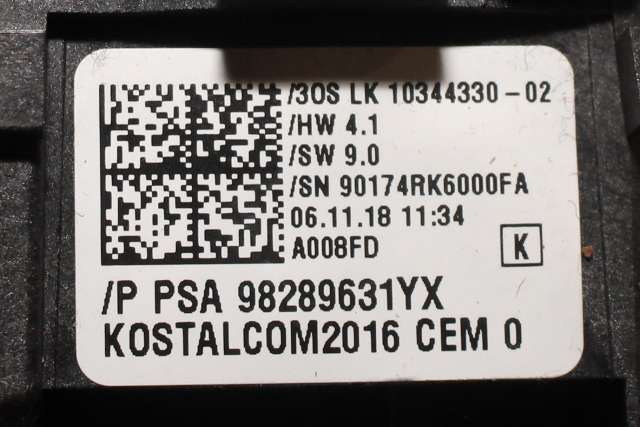 /3OS LK 10344330-02
/HW 4.1
/SW 9.0
/SN 90174RK6000FA
06.11.18 11:34
A008FD
K
/P PSA 98289631YX
KOSTALCOM2016 CEM 0